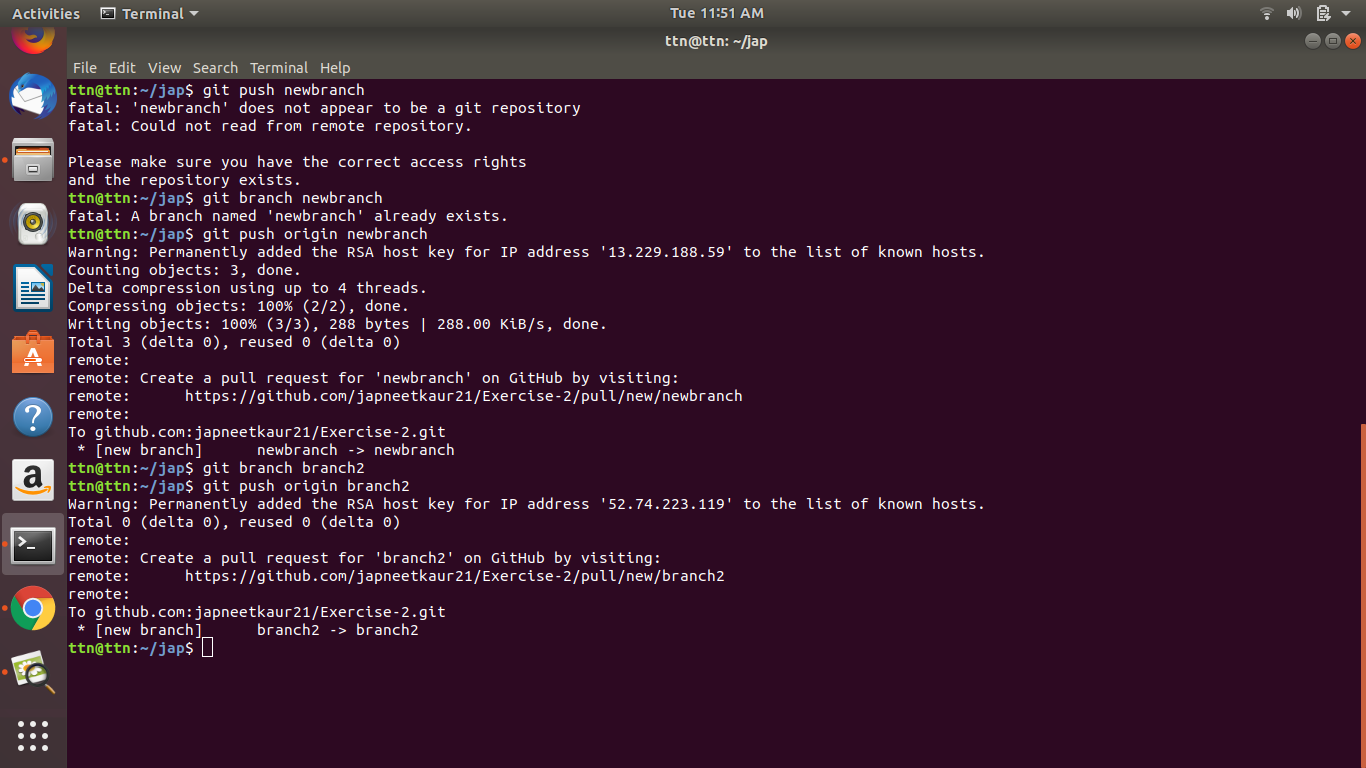 Activities Terminal Tue 11:51 AM
ttn@ttn: ~/jap
File Edit View Search Terminal Help
ttn@ttn:~/jap$ git push newbranch
fatal: 'newbranch' does not appear to be a git repository
fatal: Could not read from remote repository.

Please make sure you have the correct access rights
and the repository exists.
ttn@ttn:~/jap$ git branch newbranch
fatal: A branch named 'newbranch' already exists.
ttn@ttn:~/jap$ git push origin newbranch
Warning: Permanently added the RSA host key for IP address '13.229.188.59' to the list of known hosts.
Counting objects: 3, done.
Delta compression using up to 4 threads.
Compressing objects: 100% (2/2), done.
Writing objects: 100% (3/3), 288 bytes | 288.00 KiB/s, done.
Total 3 (delta 0), reused 0 (delta 0)
remote:
remote: Create a pull request for 'newbranch' on GitHub by visiting:
remote:      https://github.com/japneetkaur21/Exercise-2/pull/new/newbranch
remote:
To github.com:japneetkaur21/Exercise-2.git
 * [new branch]      newbranch -> newbranch
ttn@ttn:~/jap$ git branch branch2
ttn@ttn:~/jap$ git push origin branch2
Warning: Permanently added the RSA host key for IP address '52.74.223.119' to the list of known hosts.
Total 0 (delta 0), reused 0 (delta 0)
remote:
remote: Create a pull request for 'branch2' on GitHub by visiting:
remote:      https://github.com/japneetkaur21/Exercise-2/pull/new/branch2
remote:
To github.com:japneetkaur21/Exercise-2.git
 * [new branch]      branch2 -> branch2
ttn@ttn:~/jap$